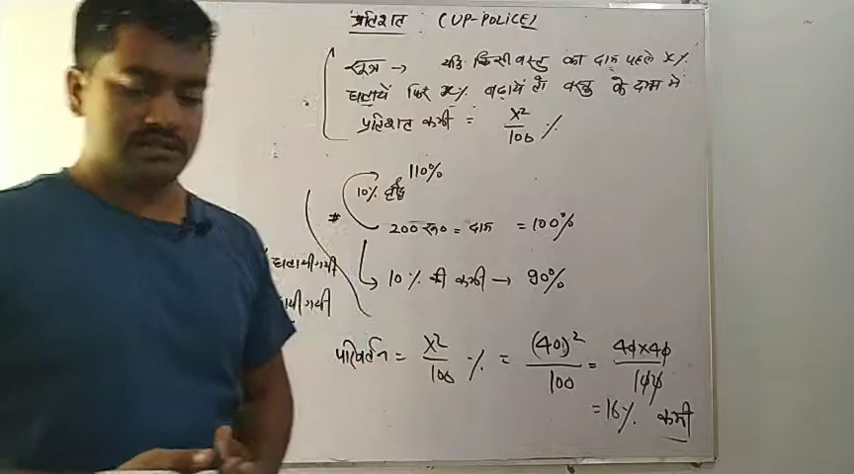 प्रतिशत (UP-POLICE)
सूत्र → यदि किसी वस्तु का दाम पहले x%
घटायें फिर x% बढ़ायें तो वस्तु के दाम में
प्रतिशत कमी = x²/100 %
110%
10% वृद्धि
# 200 रू० = दाम = 100%
घटायी गयी
10% की कमी → 90%
गयी
परिवर्तन = x²/100 % = (40)²/100 = 40×40/100
= 16% कमी